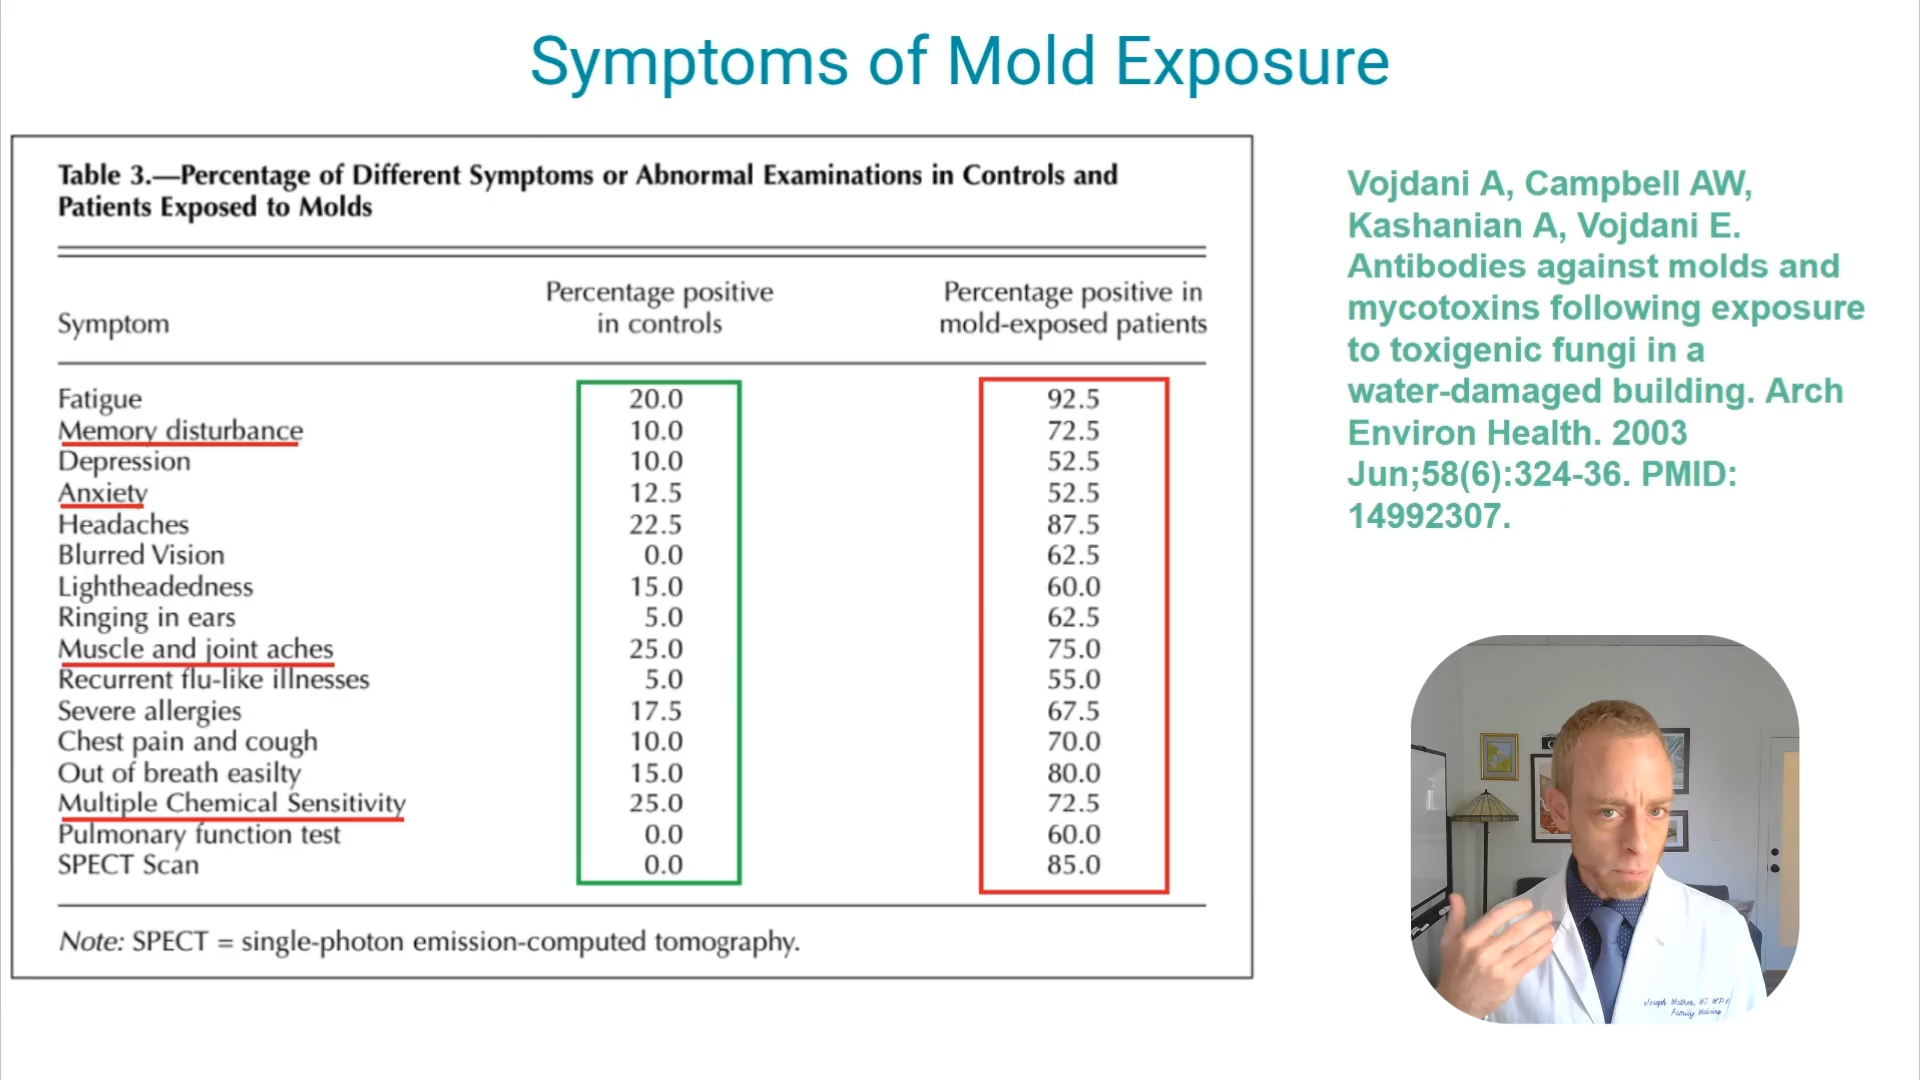 Symptoms of Mold Exposure
Table 3.—Percentage of Different Symptoms or Abnormal Examinations in Controls and
Patients Exposed to Molds
Symptom
Percentage positive
in controls
Percentage positive in
mold-exposed patients
Fatigue 20.0 92.5
Memory disturbance 10.0 72.5
Depression 10.0 52.5
Anxiety 12.5 52.5
Headaches 22.5 87.5
Blurred Vision 0.0 62.5
Lightheadedness 15.0 60.0
Ringing in ears 5.0 62.5
Muscle and joint aches 25.0 75.0
Recurrent flu-like illnesses 5.0 55.0
Severe allergies 17.5 67.5
Chest pain and cough 10.0 70.0
Out of breath easilty 15.0 80.0
Multiple Chemical Sensitivity 25.0 72.5
Pulmonary function test 0.0 60.0
SPECT Scan 0.0 85.0
Note: SPECT = single-photon emission-computed tomography.
Vojdani A, Campbell AW,
Kashanian A, Vojdani E.
Antibodies against molds and
mycotoxins following exposure
to toxigenic fungi in a
water-damaged building. Arch
Environ Health. 2003
Jun;58(6):324-36. PMID:
14992307.
Joseph Mather, MD, MPH
Family Medicine